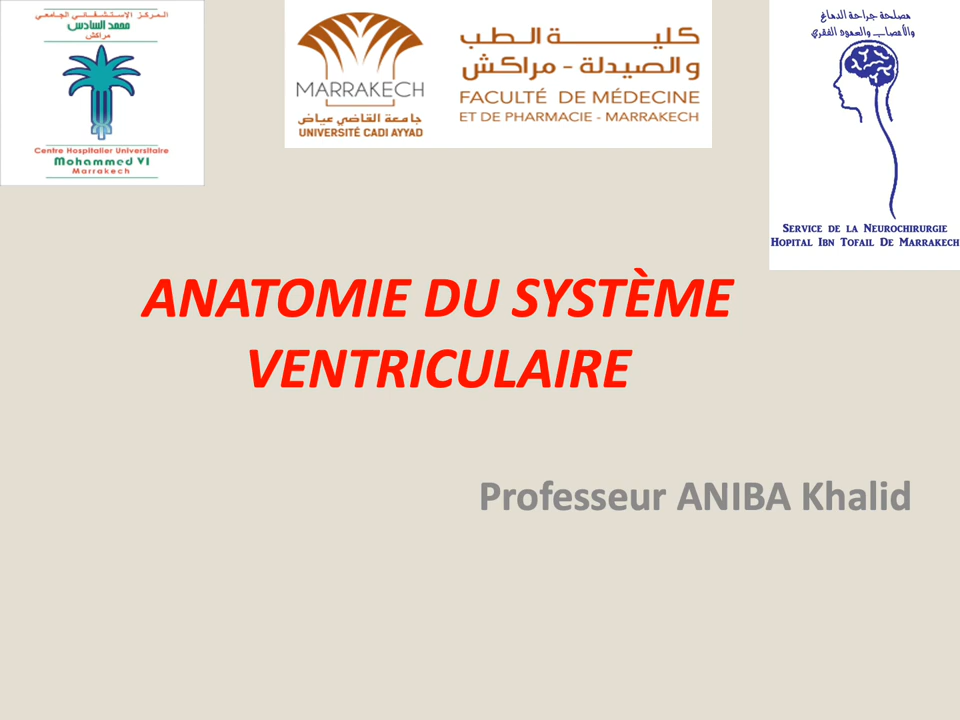 المركز الإستشفائي الجامعي
محمد السادس
مراكش
Centre Hospitalier Universitaire
Mohammed VI
Marrakech
MARRAKECH
جامعة القاضي عياض
UNIVERSITÉ CADI AYYAD
كلية الطب
والصيدلة - مراكش
FACULTÉ DE MÉDECINE
ET DE PHARMACIE - MARRAKECH
مصلحة جراحة الدماغ
والأعصاب والعمود الفقري
SERVICE DE LA NEUROCHIRURGIE
HOPITAL IBN TOFAIL DE MARRAKECH
ANATOMIE DU SYSTÈME
VENTRICULAIRE
Professeur ANIBA Khalid